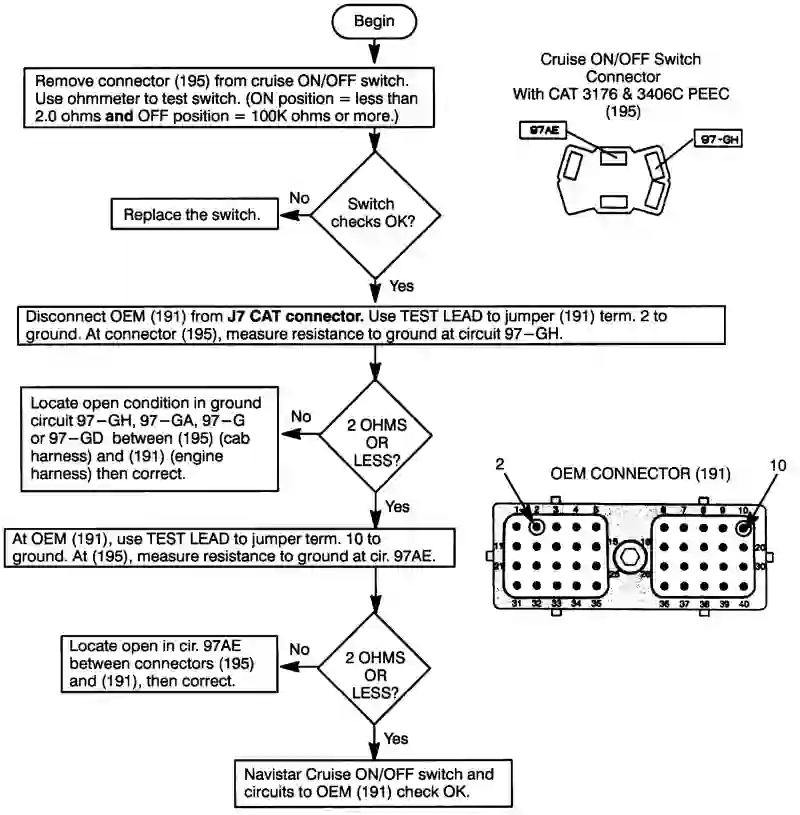 Begin
Remove connector (195) from cruise ON/OFF switch.
Use ohmmeter to test switch. (ON position = less than
2.0 ohms and OFF position = 100K ohms or more.)
Cruise ON/OFF Switch
Connector
With CAT 3176 & 3406C PEEC
(195)
97AE
97-GH
Switch
checks OK?
No
Replace the switch.
Yes
Disconnect OEM (191) from J7 CAT connector. Use TEST LEAD to jumper (191) term. 2 to
ground. At connector (195), measure resistance to ground at circuit 97-GH.
2 OHMS
OR
LESS?
No
Locate open condition in ground
circuit 97-GH, 97-GA, 97-G
or 97-GD between (195) (cab
harness) and (191) (engine
harness) then correct.
Yes
At OEM (191), use TEST LEAD to jumper term. 10 to
ground. At (195), measure resistance to ground at cir. 97AE.
2
OEM CONNECTOR (191)
10
1 2 3 4 5 6 7 8 9 10
11 15 16 20
21 25 26 30
31 32 33 34 35 36 37 38 39 40
2 OHMS
OR
LESS?
No
Locate open in cir. 97AE
between connectors (195)
and (191), then correct.
Yes
Navistar Cruise ON/OFF switch and
circuits to OEM (191) check OK.